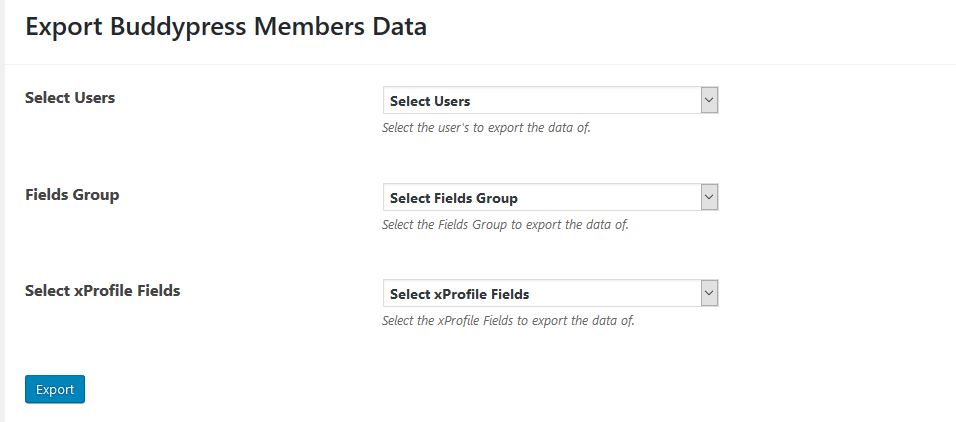 Export Buddypress Members Data
Select Users
Select Users
Select the user's to export the data of.
Fields Group
Select Fields Group
Select the Fields Group to export the data of.
Select xProfile Fields
Select xProfile Fields
Select the xProfile Fields to export the data of.
Export